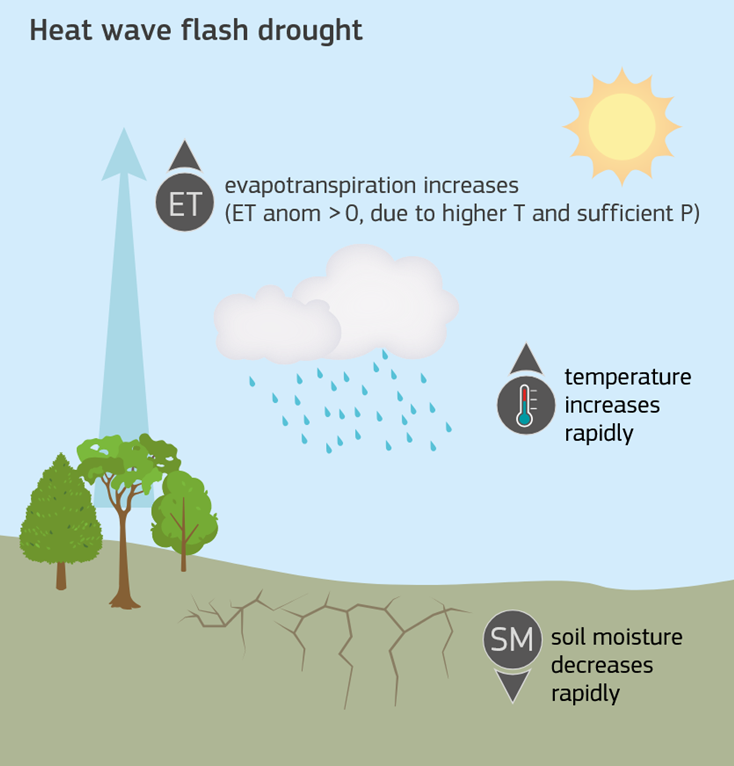 Heat wave flash drought
ET
evapotranspiration increases
(ET anom > 0, due to higher T and sufficient P)
temperature
increases
rapidly
SM
soil moisture
decreases
rapidly